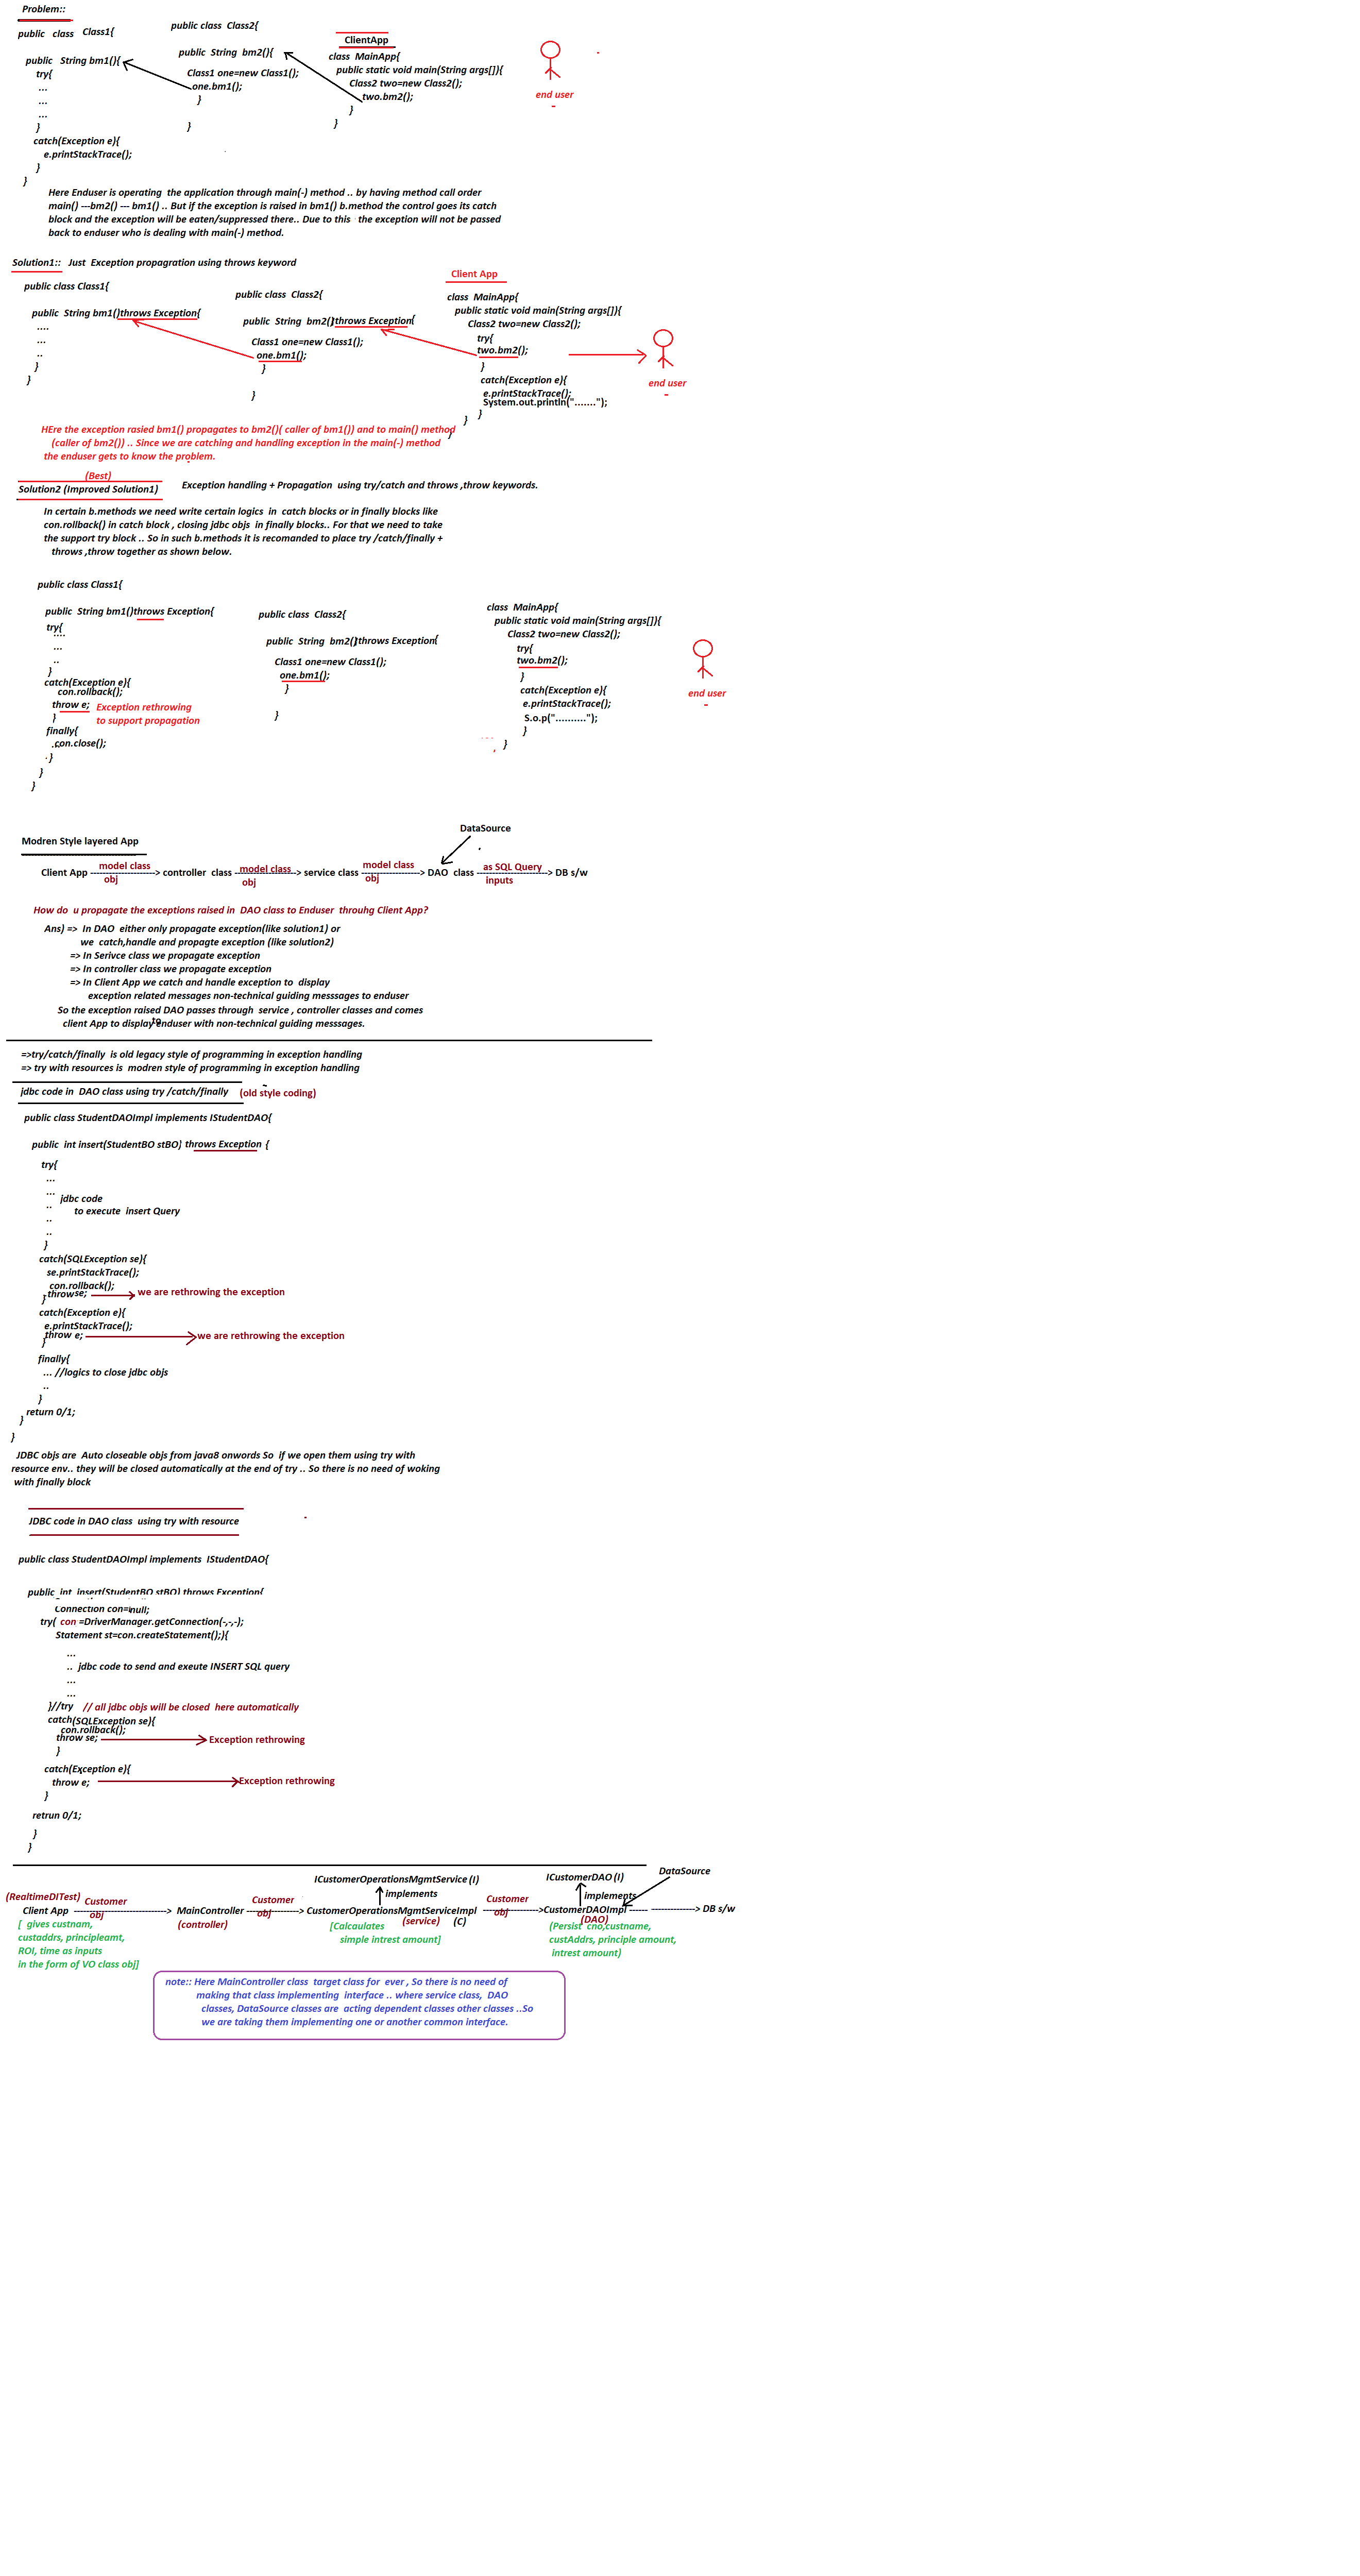 Problem::
public   class   Class1{
public   String bm1(){
try{
...
...
...
}
catch(Exception e){
e.printStackTrace();
}
}
public class  Class2{
public  String  bm2(){
Class1 one=new Class1();
one.bm1();
}
}
ClientApp
class  MainApp{
public static void main(String args[]){
Class2 two=new Class2();
two.bm2();
}
}
end user
Here Enduser is operating  the application through main(-) method .. by having method call order
main() ---bm2() --- bm1() .. But if the exception is raised in bm1() b.method the control goes its catch
block and the exception will be eaten/suppressed there.. Due to this   the exception will not be passed
back to enduser who is dealing with main(-) method.
Solution1::   Just  Exception propagration using throws keyword
public class Class1{
public  String bm1()throws Exception{
....
...
..
}
}
public class  Class2{
public  String  bm2()throws Exception{
Class1 one=new Class1();
one.bm1();
}
}
Client App
class  MainApp{
public static void main(String args[]){
Class2 two=new Class2();
try{
two.bm2();
}
catch(Exception e){
e.printStackTrace();
System.out.println(".......");
}
}
}
end user
HEre the exception rasied bm1() propagates to bm2()( caller of bm1()) and to main() method
(caller of bm2()) .. Since we are catching and handling exception in the main(-) method
the enduser gets to know the problem.
(Best)
Solution2 (Improved Solution1)        Exception handling + Propagation  using try/catch and throws ,throw keywords.
In certain b.methods we need write certain logics  in  catch blocks or in finally blocks like
con.rollback() in catch block , closing jdbc objs  in finally blocks.. For that we need to take
the support try block .. So in such b.methods it is recomanded to place try /catch/finally +
throws ,throw together as shown below.
public class Class1{
public  String bm1()throws Exception{
try{
....
...
..
}
catch(Exception e){
con.rollback();
throw e;   Exception rethrowing
to support propagation
}
finally{
..con.close();
}
}
}
public class  Class2{
public  String  bm2()throws Exception{
Class1 one=new Class1();
one.bm1();
}
}
class  MainApp{
public static void main(String args[]){
Class2 two=new Class2();
try{
two.bm2();
}
catch(Exception e){
e.printStackTrace();
S.o.p("..........");
}
}
end user
Modren Style layered App
DataSource
model class          model class          model class          as SQL Query
Client App ----------------------> controller  class ---------------------> service class --------------------> DAO  class ------------------------> DB s/w
obj          obj          obj          inputs
How do  u propagate the exceptions raised in  DAO class to Enduser  throuhg Client App?
Ans) =>  In DAO  either only propagate exception(like solution1) or
we  catch,handle and propagte exception (like solution2)
=> In Serivce class we propagate exception
=> In controller class we propagate exception
=> In Client App we catch and handle exception to  display
exception related messages non-technical guiding messsages to enduser
So the exception raised DAO passes through  service , controller classes and comes
client App to display to enduser with non-technical guiding messsages.
=>try/catch/finally  is old legacy style of programming in exception handling
=> try with resources is  modren style of programming in exception handling
jdbc code in  DAO class using try /catch/finally    (old style coding)
public class StudentDAOImpl implements IStudentDAO{
public  int insert(StudentBO stBO) throws Exception {
try{
...
...
jdbc code
..
to execute  insert Query
..
..
}
catch(SQLException se){
se.printStackTrace();
con.rollback();
throw se;   we are rethrowing the exception
}
catch(Exception e){
e.printStackTrace();
throw e;   we are rethrowing the exception
}
finally{
... //logics to close jdbc objs
..
}
return 0/1;
}
}
JDBC objs are  Auto closeable objs from java8 onwords So  if we open them using try with
resource env.. they will be closed automatically at the end of try .. So there is no need of woking
with finally block
JDBC code in DAO class  using try with resource
public class StudentDAOImpl implements  IStudentDAO{
public  int  insert(StudentBO stBO) throws Exception{
Connection con=null;
try(  con =DriverManager.getConnection(-,-,-);
Statement st=con.createStatement();){
...
..  jdbc code to send and exeute INSERT SQL query
...
...
}//try   // all jdbc objs will be closed  here automatically
catch(SQLException se){
con.rollback();
throw se;   Exception rethrowing
}
catch(Exception e){
throw e;   Exception rethrowing
}
retrun 0/1;
}
}
ICustomerOperationsMgmtService (I)          ICustomerDAO (I)          DataSource
implements          implements
(RealtimeDITest)   Customer          Customer          Customer
Client App  -------------------------------->  MainController -------------------> CustomerOperationsMgmtServiceImpl  ------------------->CustomerDAOImpl ------ ---------------> DB s/w
obj          (controller)          obj          (service)     (C)          obj          (DAO)
[  gives custnam,
custaddrs, principleamt,
ROI, time as inputs
in the form of VO class obj]
[Calcaulates
simple intrest amount]
(Persist  cno,custname,
custAddrs, principle amount,
intrest amount)
note:: Here MainController class  target class for  ever , So there is no need of
making that class implementing  interface .. where service class,  DAO
classes, DataSource classes are  acting dependent classes other classes ..So
we are taking them implementing one or another common interface.